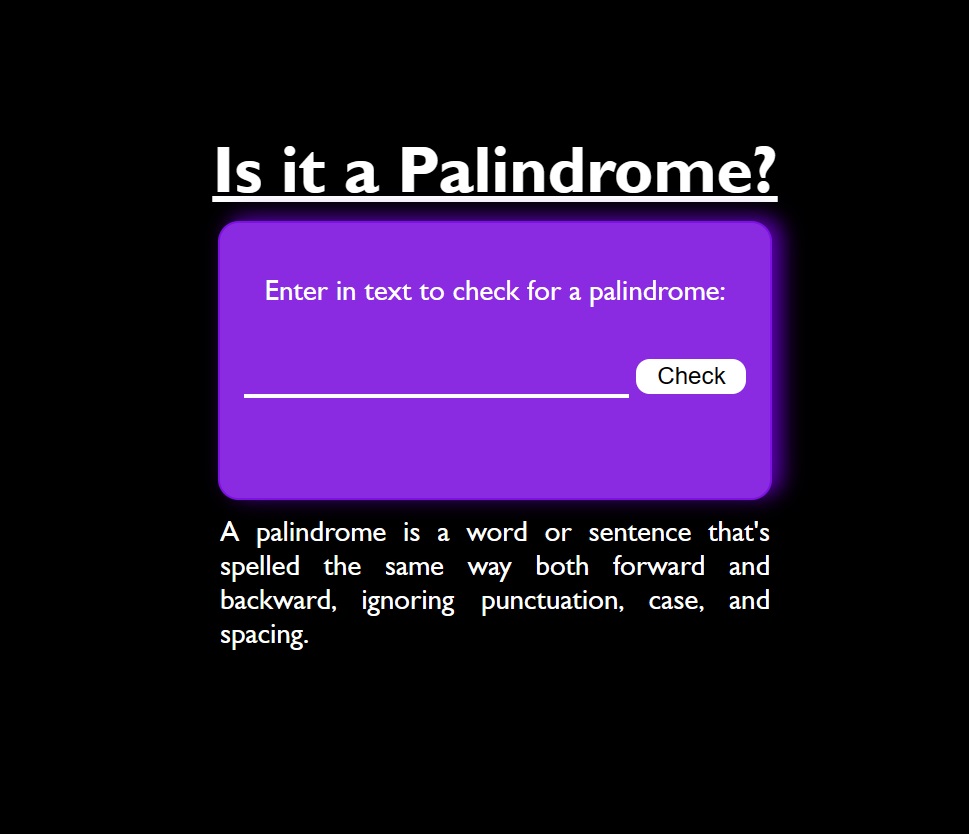 Is it a Palindrome?
Enter in text to check for a palindrome:
Check
A palindrome is a word or sentence that's
spelled the same way both forward and
backward, ignoring punctuation, case, and
spacing.